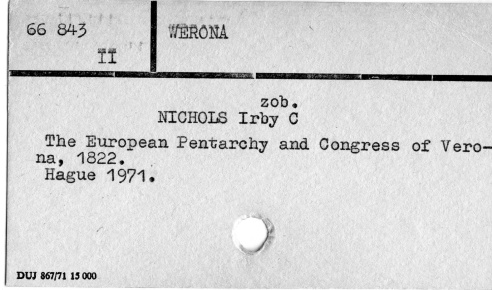 66 843
II
WERONA
zob.
NICHOLS Irby C
The European Pentarchy and Congress of Vero-
na, 1822.
Hague 1971.
DUJ 867/71 15 000